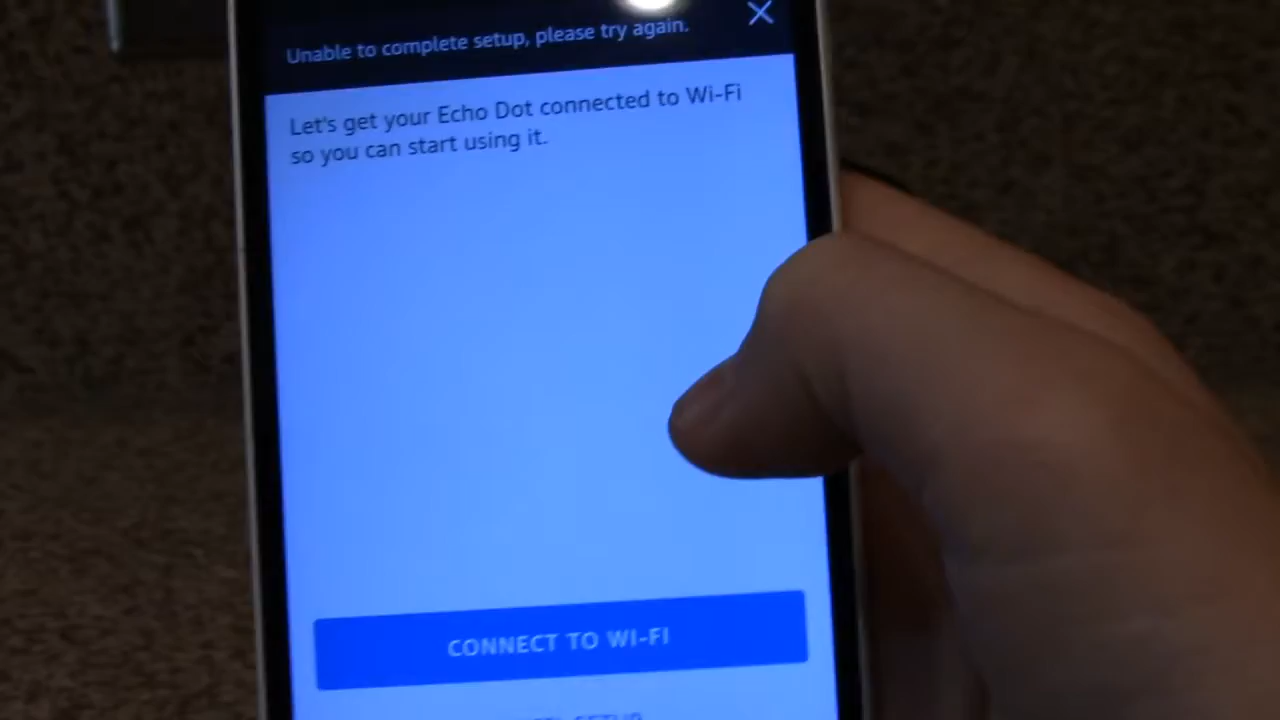 Unable to complete setup, please try again.
Let's get your Echo Dot connected to Wi-Fi
so you can start using it.
CONNECT TO WI-FI
SETUP